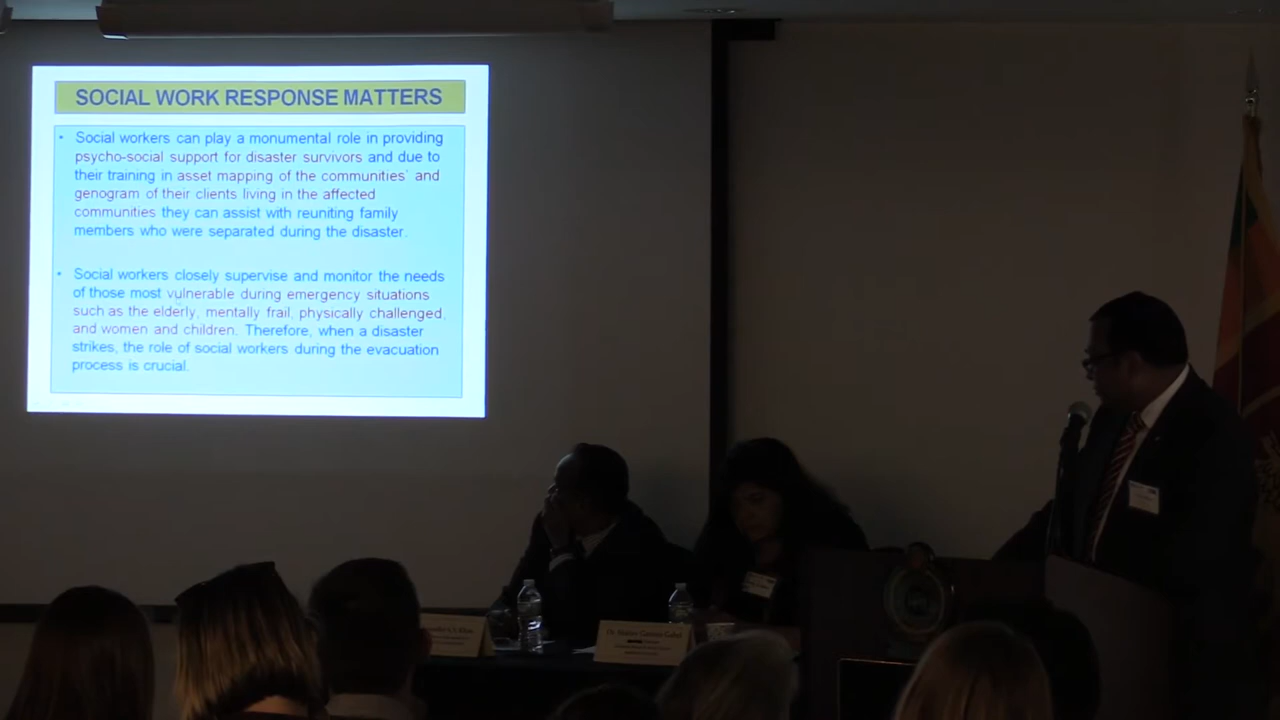 SOCIAL WORK RESPONSE MATTERS
• Social workers can play a monumental role in providing
psycho-social support for disaster survivors and due to
their training in asset mapping of the communities' and
genogram of their clients living in the affected
communities they can assist with reuniting family
members who were separated during the disaster.
• Social workers closely supervise and monitor the needs
of those most vulnerable during emergency situations
such as the elderly, mentally frail, physically challenged,
and women and children. Therefore, when a disaster
strikes, the role of social workers during the evacuation
process is crucial.